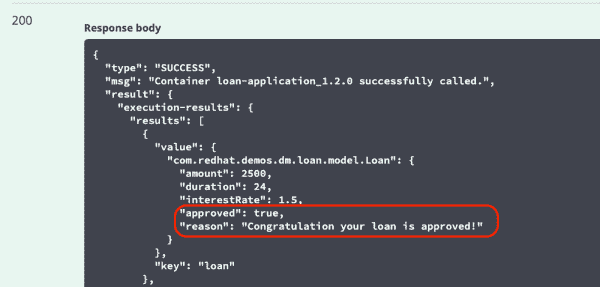 200
Response body
{
"type": "SUCCESS",
"msg": "Container loan-application_1.2.0 successfully called.",
"result": {
"execution-results": {
"results": [
{
"value": {
"com.redhat.demos.dm.loan.model.Loan": {
"amount": 2500,
"duration": 24,
"interestRate": 1.5,
"approved": true,
"reason": "Congratulation your loan is approved!"
}
},
"key": "loan"
},